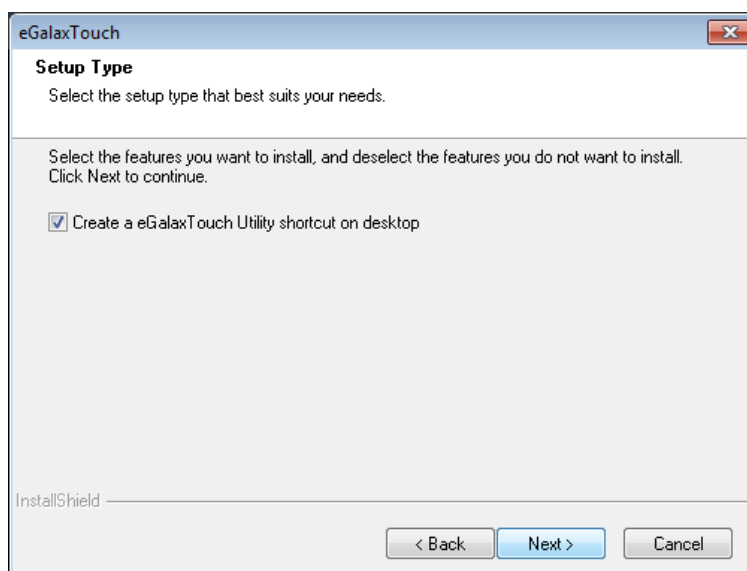 eGalaxTouch
Setup Type
Select the setup type that best suits your needs.
Select the features you want to install, and deselect the features you do not want to install.
Click Next to continue.
Create a eGalaxTouch Utility shortcut on desktop
InstallShield
< Back
Next >
Cancel